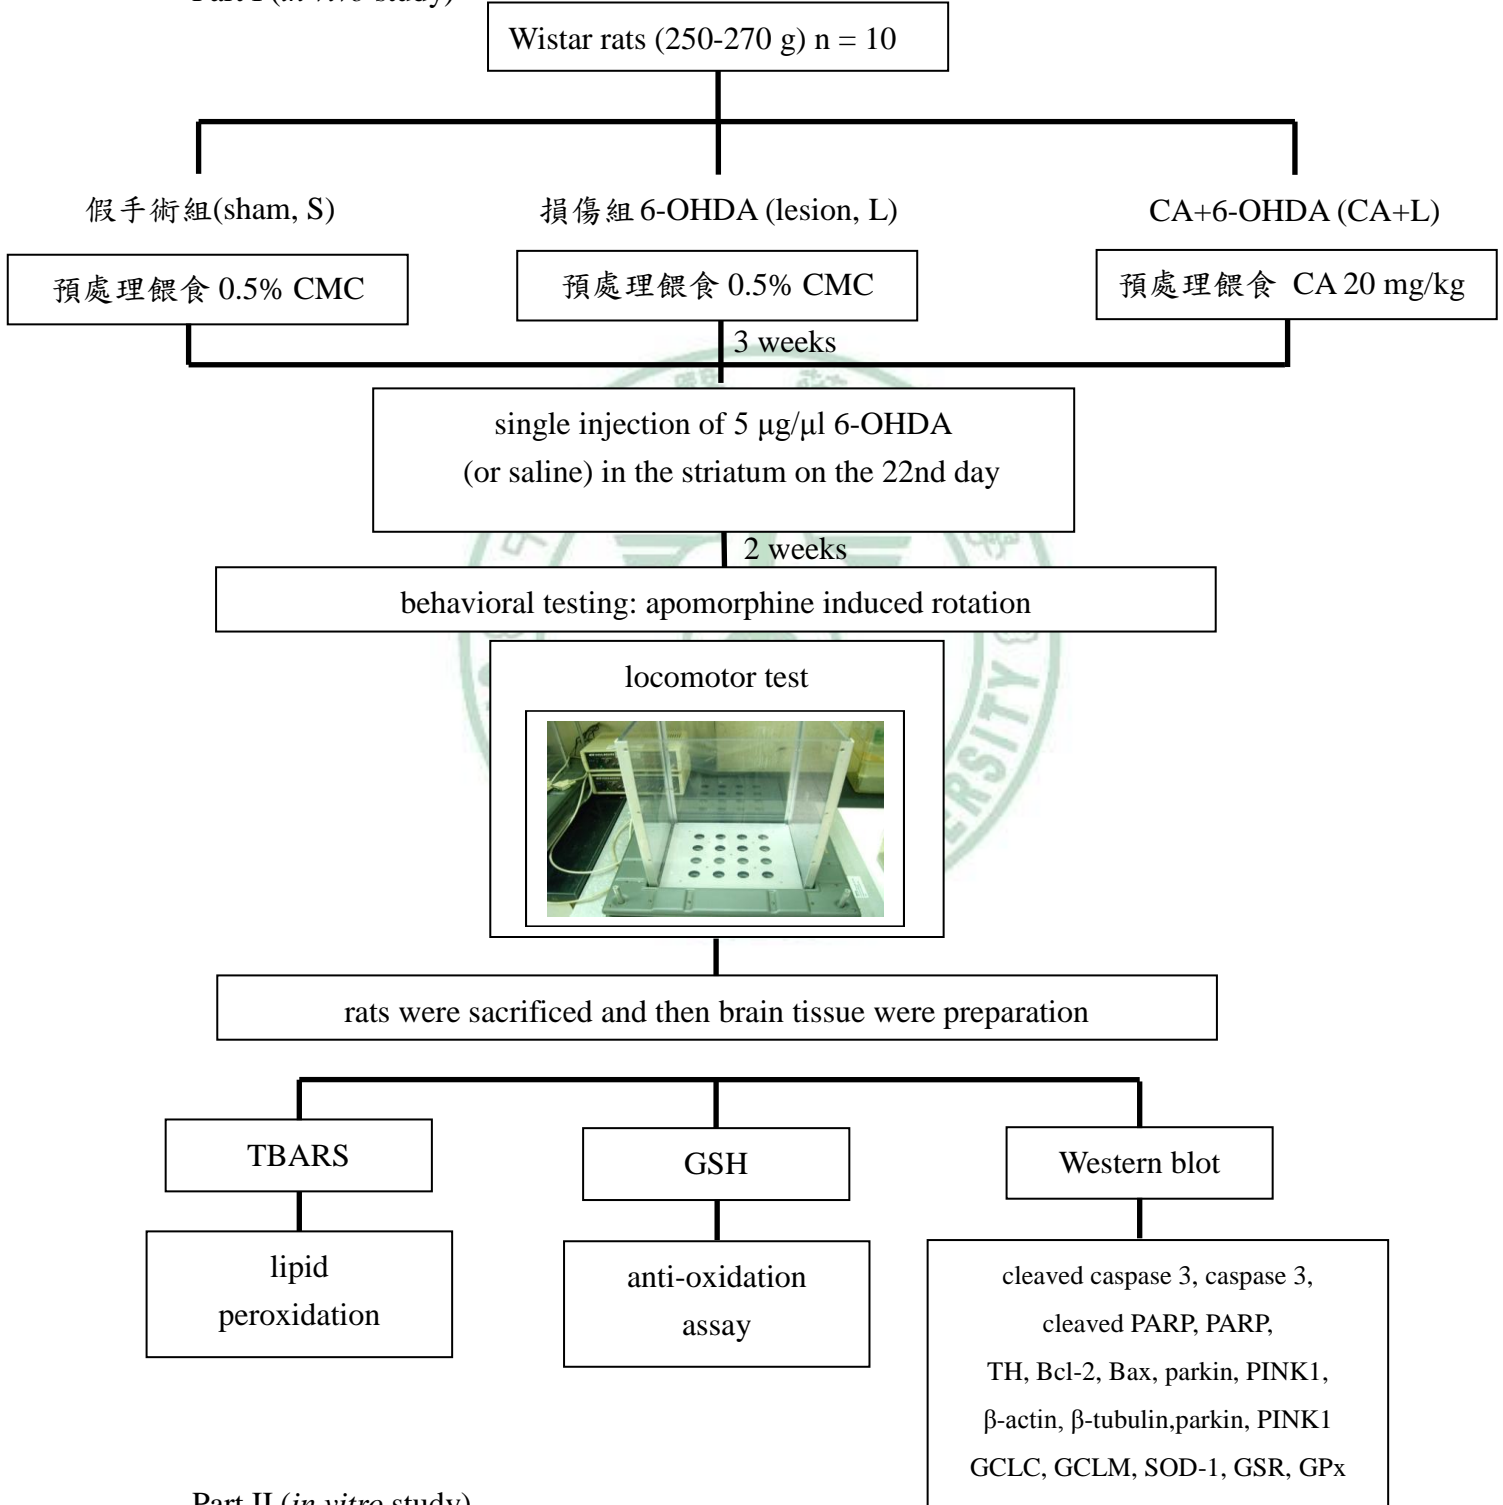 Part I (in vivo study)
Wistar rats (250-270 g) n = 10
假手術組(sham, S)
損傷組 6-OHDA (lesion, L)
CA+6-OHDA (CA+L)
預處理餵食 0.5% CMC
預處理餵食 0.5% CMC
預處理餵食 CA 20 mg/kg
3 weeks
single injection of 5 μg/μl 6-OHDA
(or saline) in the striatum on the 22nd day
2 weeks
behavioral testing: apomorphine induced rotation
locomotor test
rats were sacrificed and then brain tissue were preparation
TBARS
GSH
Western blot
lipid
peroxidation
anti-oxidation
assay
cleaved caspase 3, caspase 3,
cleaved PARP, PARP,
TH, Bcl-2, Bax, parkin, PINK1,
β-actin, β-tubulin,parkin, PINK1
GCLC, GCLM, SOD-1, GSR, GPx
Part II (in vitro study)